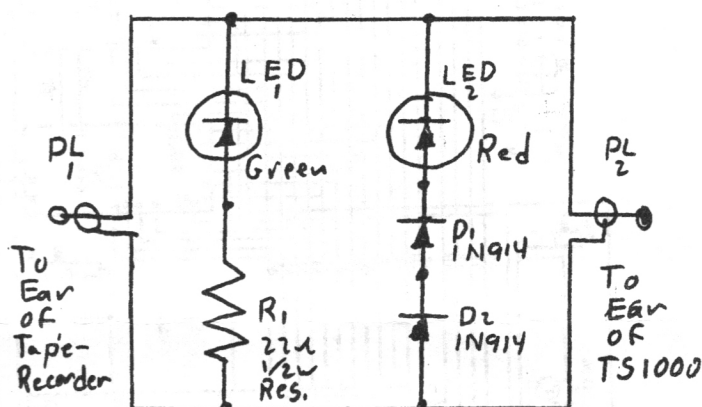 LED
1
Green
LED
2
Red
PL
1
To
Ear
of
Tape-
Recorder
R1
22Ω
1/2w
Res.
D1
1N914
D2
1N914
PL
2
To
Ear
of
TS1000